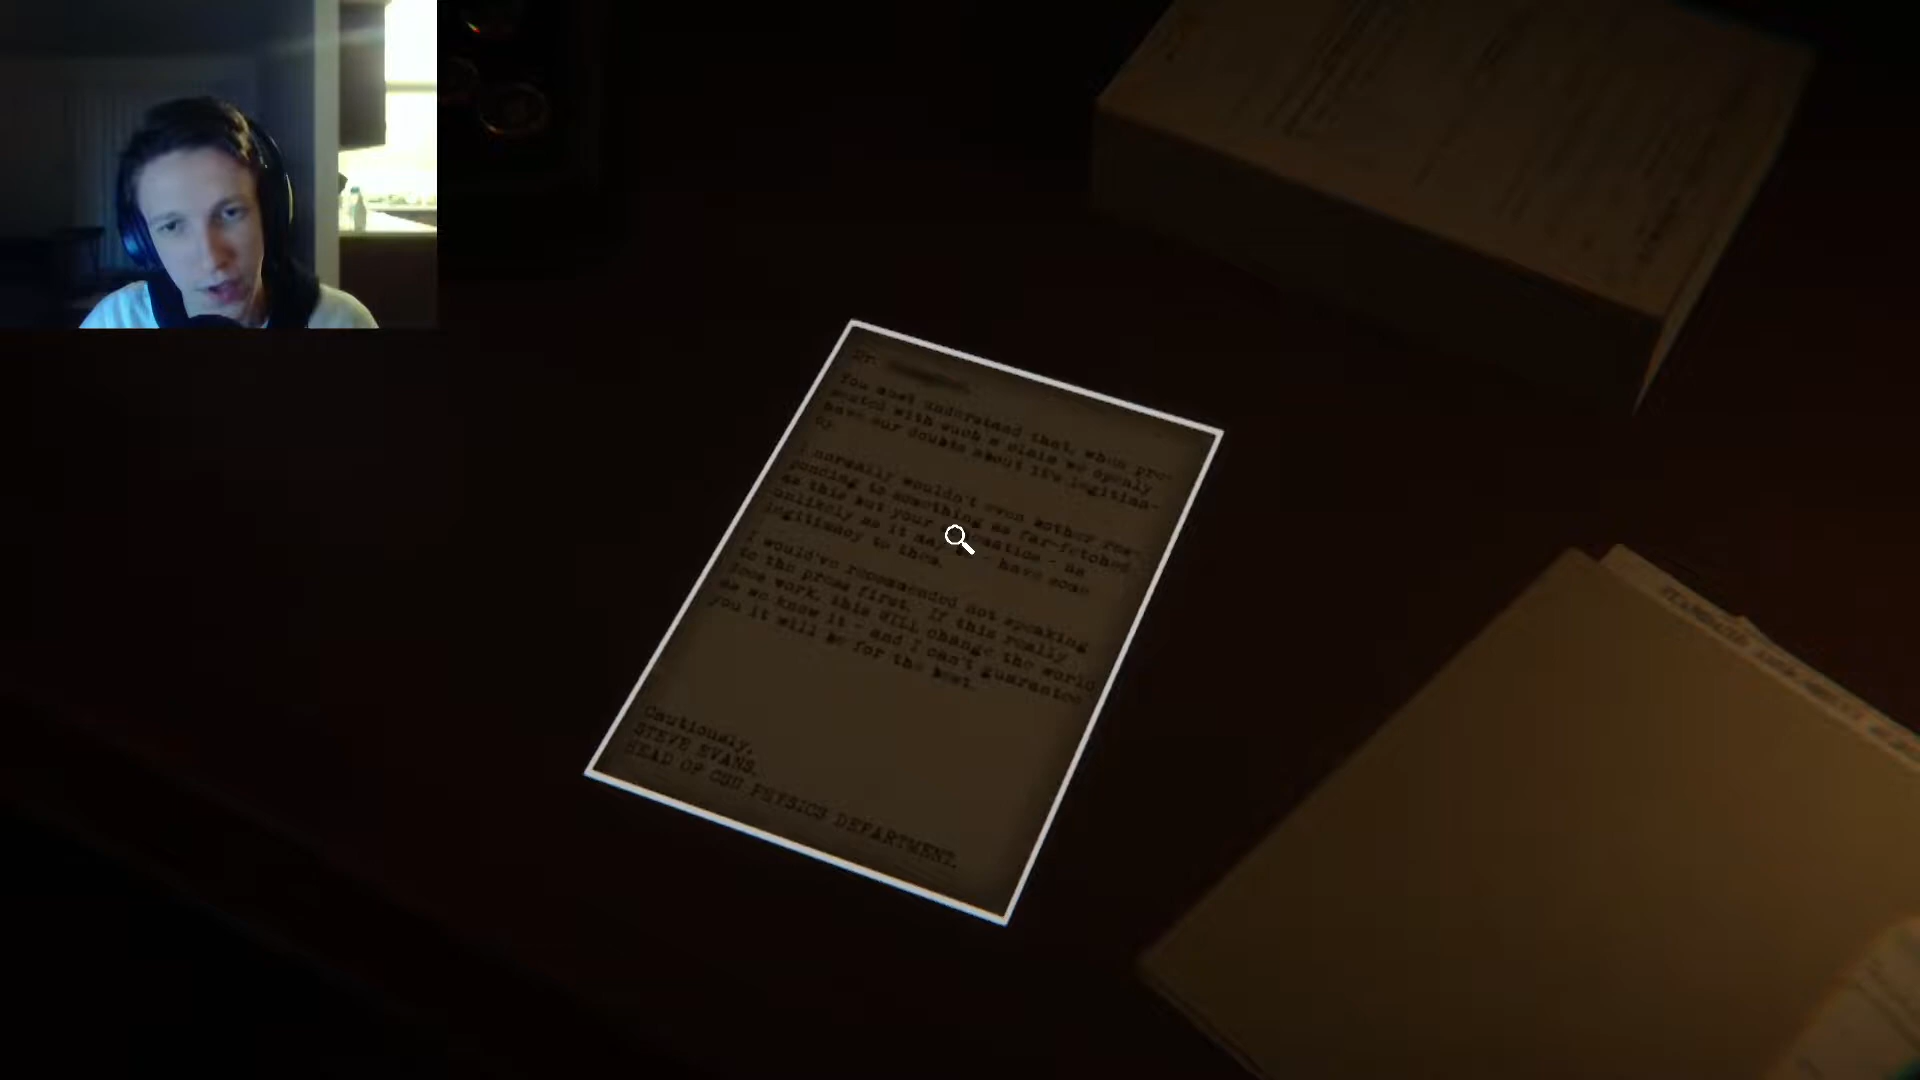 Dr.
You must understand that, when pre-
sented with such a claim we openly
have our doubts about its legitima-
cy.
I normally wouldn't even bother res-
ponding to something as far-fetched
as this but your - as
unlikely as it may - have some
legitimacy to them.
I would've recommended not speaking
to the press first. If this really
does work, this WILL change the world
as we know it - and I can't guarantee
you it will be for the best.
Cautiously,
STEVE EVANS,
HEAD OF CSU PHYSICS DEPARTMENT.